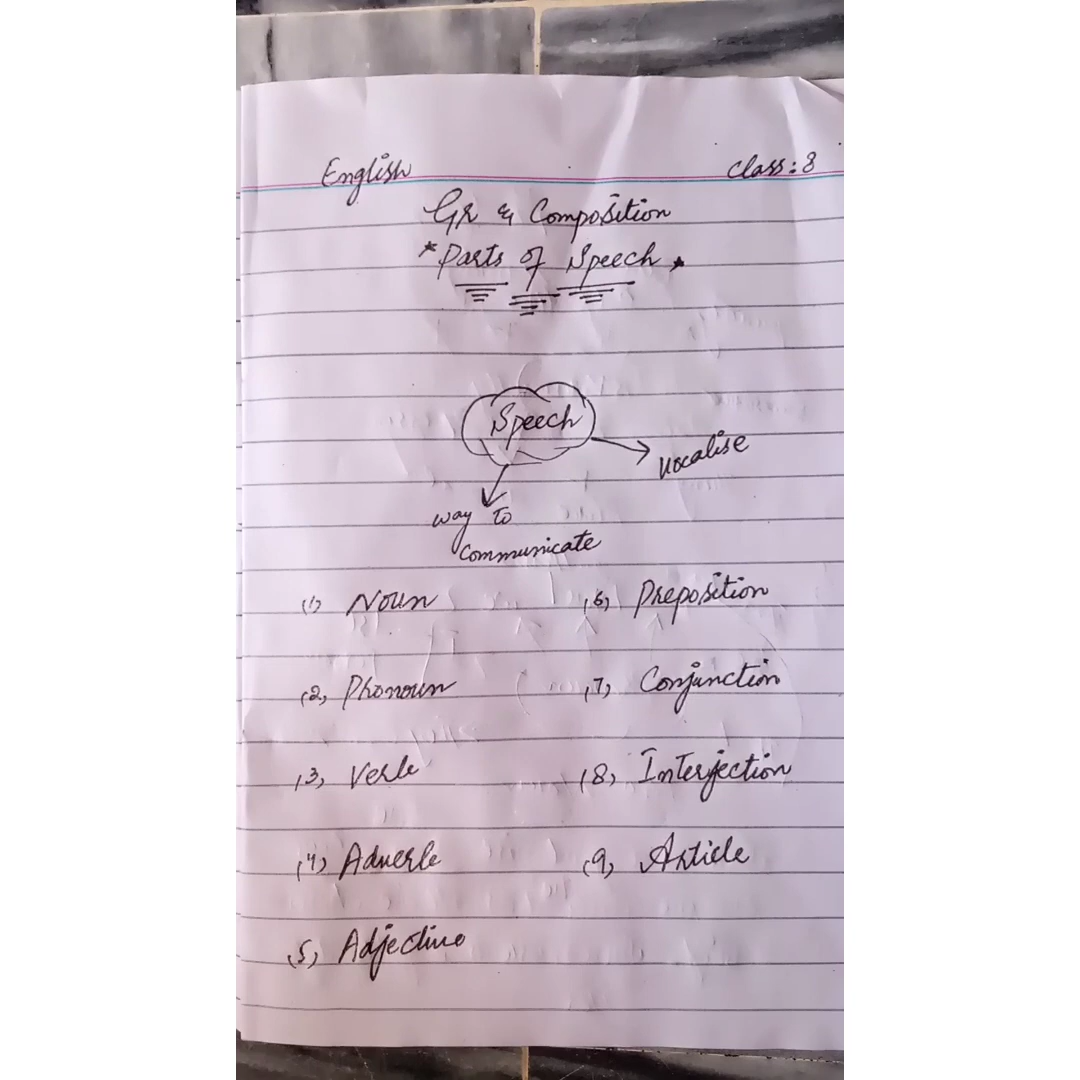 English Class: 8
Gr & Composition
*Parts of Speech*
Speech
vocalise
way to
communicate
(1) Noun (6) Preposition
(2) Phonoun (7) Conjunction
(3) Verb (8) Interjection
(4) Adverb (9) Article
(5) Adjective